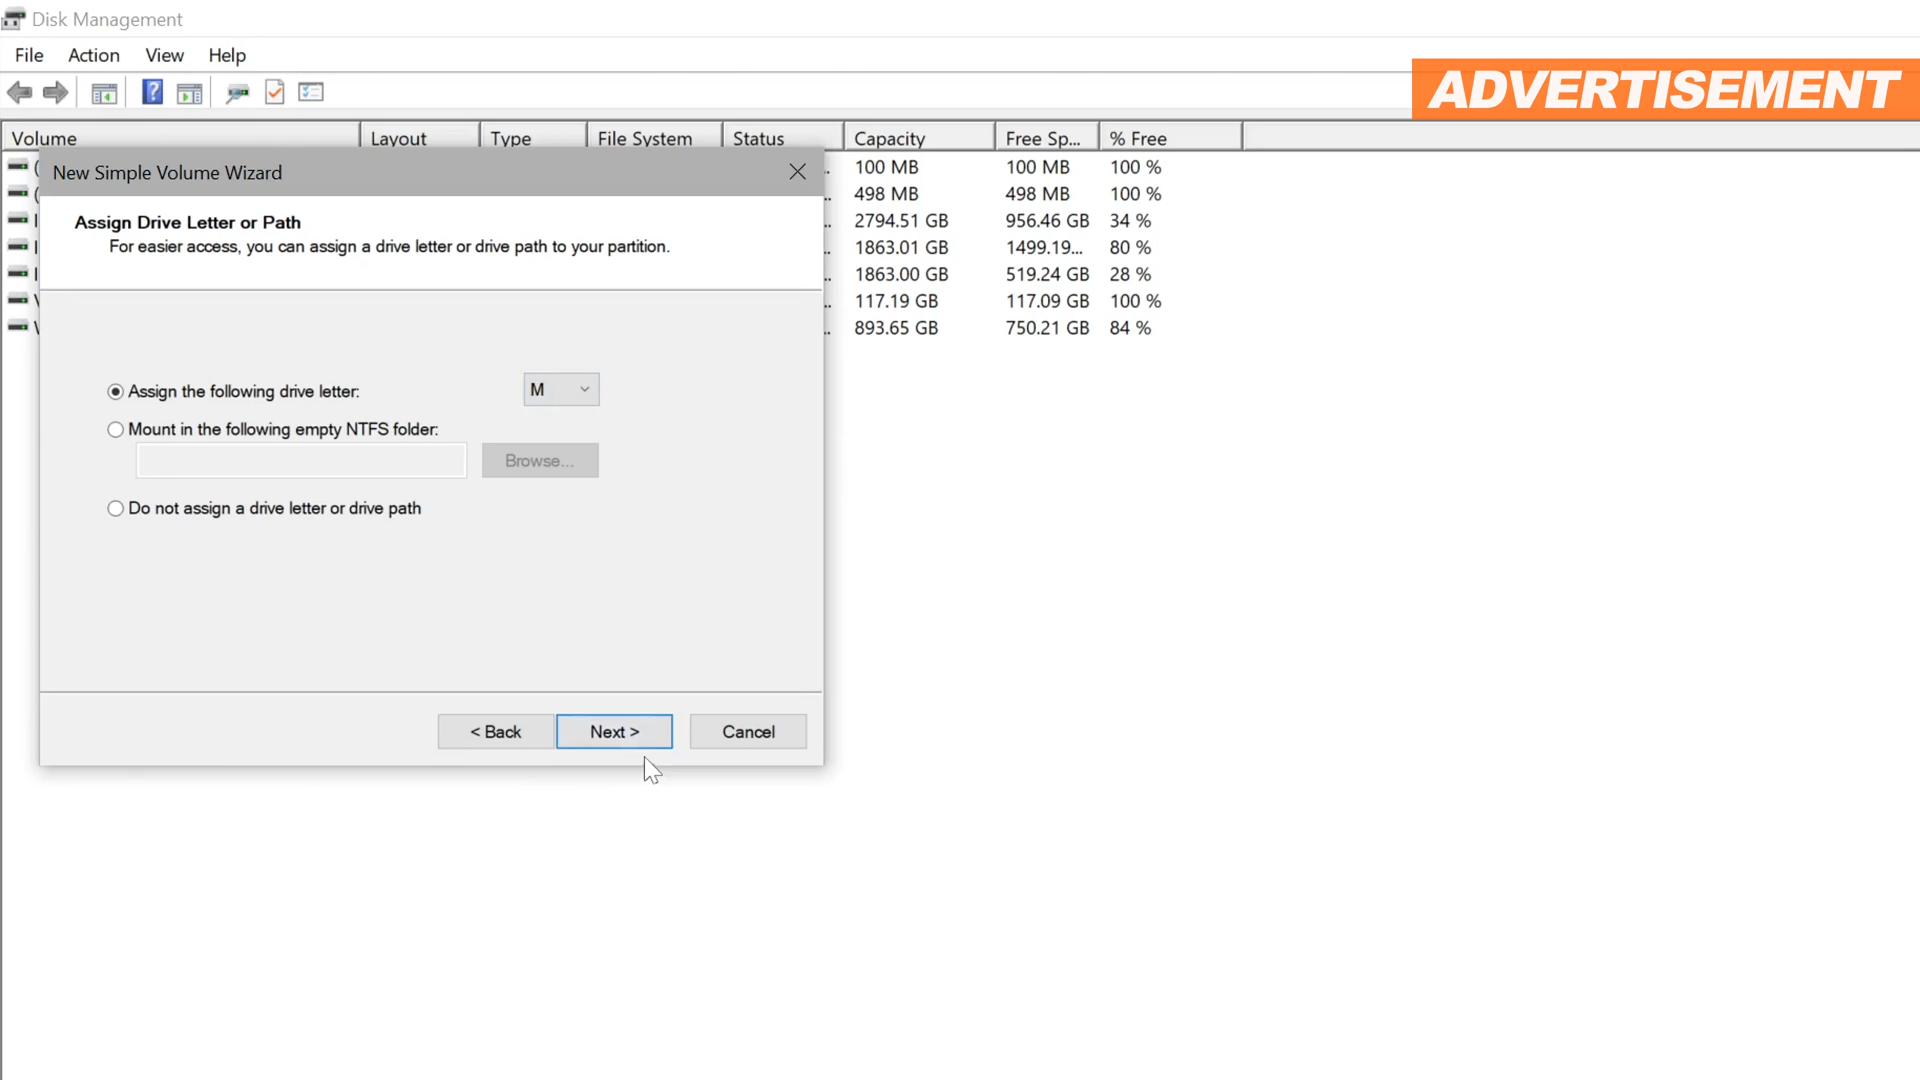 Disk Management
File Action View Help
ADVERTISEMENT
Volume Layout Type File System Status Capacity Free Sp... % Free
100 MB 100 MB 100 %
498 MB 498 MB 100 %
2794.51 GB 956.46 GB 34 %
1863.01 GB 1499.19... 80 %
1863.00 GB 519.24 GB 28 %
117.19 GB 117.09 GB 100 %
893.65 GB 750.21 GB 84 %
New Simple Volume Wizard
Assign Drive Letter or Path
For easier access, you can assign a drive letter or drive path to your partition.
Assign the following drive letter: M
Mount in the following empty NTFS folder:
Browse...
Do not assign a drive letter or drive path
< Back Next > Cancel